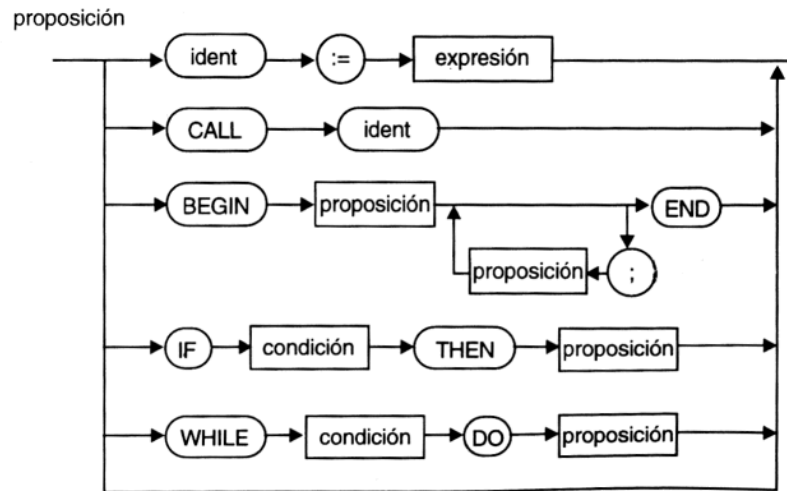 proposición
ident := expresión
CALL ident
BEGIN proposición END
proposición ;
IF condición THEN proposición
WHILE condición DO proposición